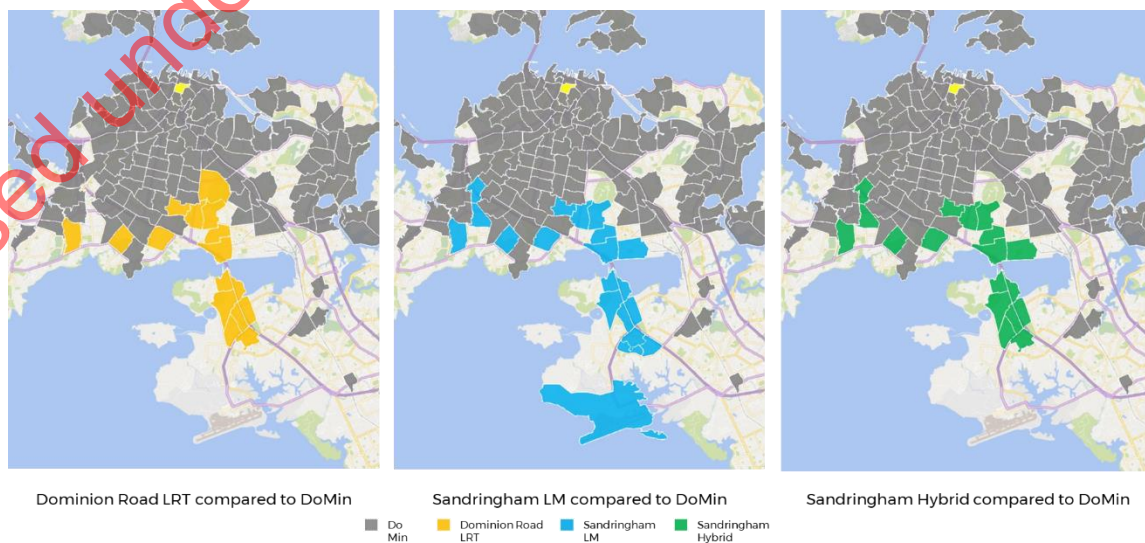 sed unde
Dominion Road LRT compared to DoMin
Sandringham LM compared to DoMin
Sandringham Hybrid compared to DoMin
Do
Min
Dominion Road
LRT
Sandringham
LM
Sandringham
Hybrid